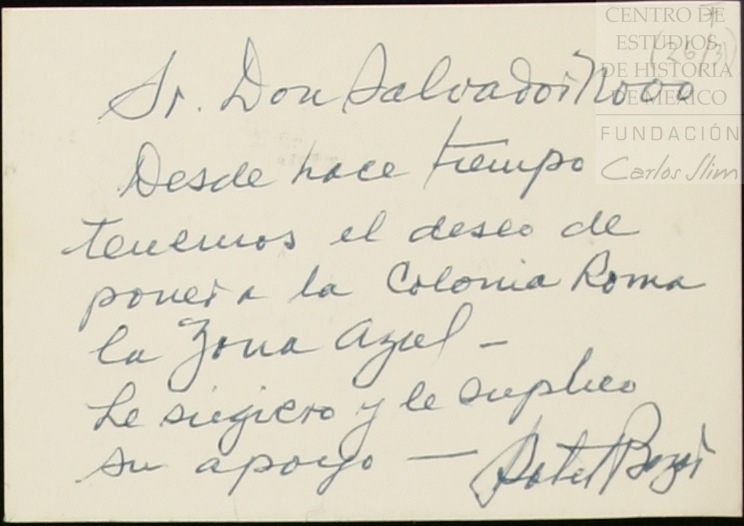 CENTRO DE
ESTUDIOS
DE HISTORIA
DE MÉXICO
FUNDACIÓN
Carlos Slim
Sr. Don Salvador Novo
Desde hace tiempo
tenemos el deseo de
poner a la Colonia Roma
la Zona Azul –
Le sugiero y le suplico
su apoyo —